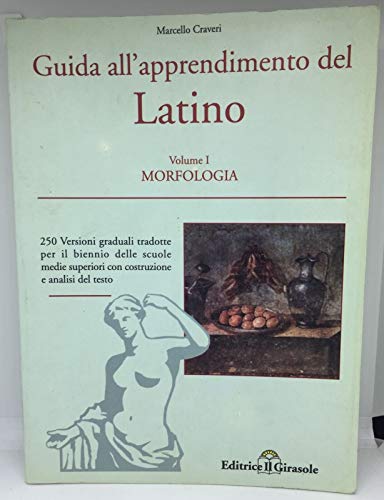 Marcello Craveri
Guida all'apprendimento del
Latino
Volume I
MORFOLOGIA
250 Versioni graduali tradotte
per il biennio delle scuole
medie superiori con costruzione
e analisi del testo
Editrice Il Girasole